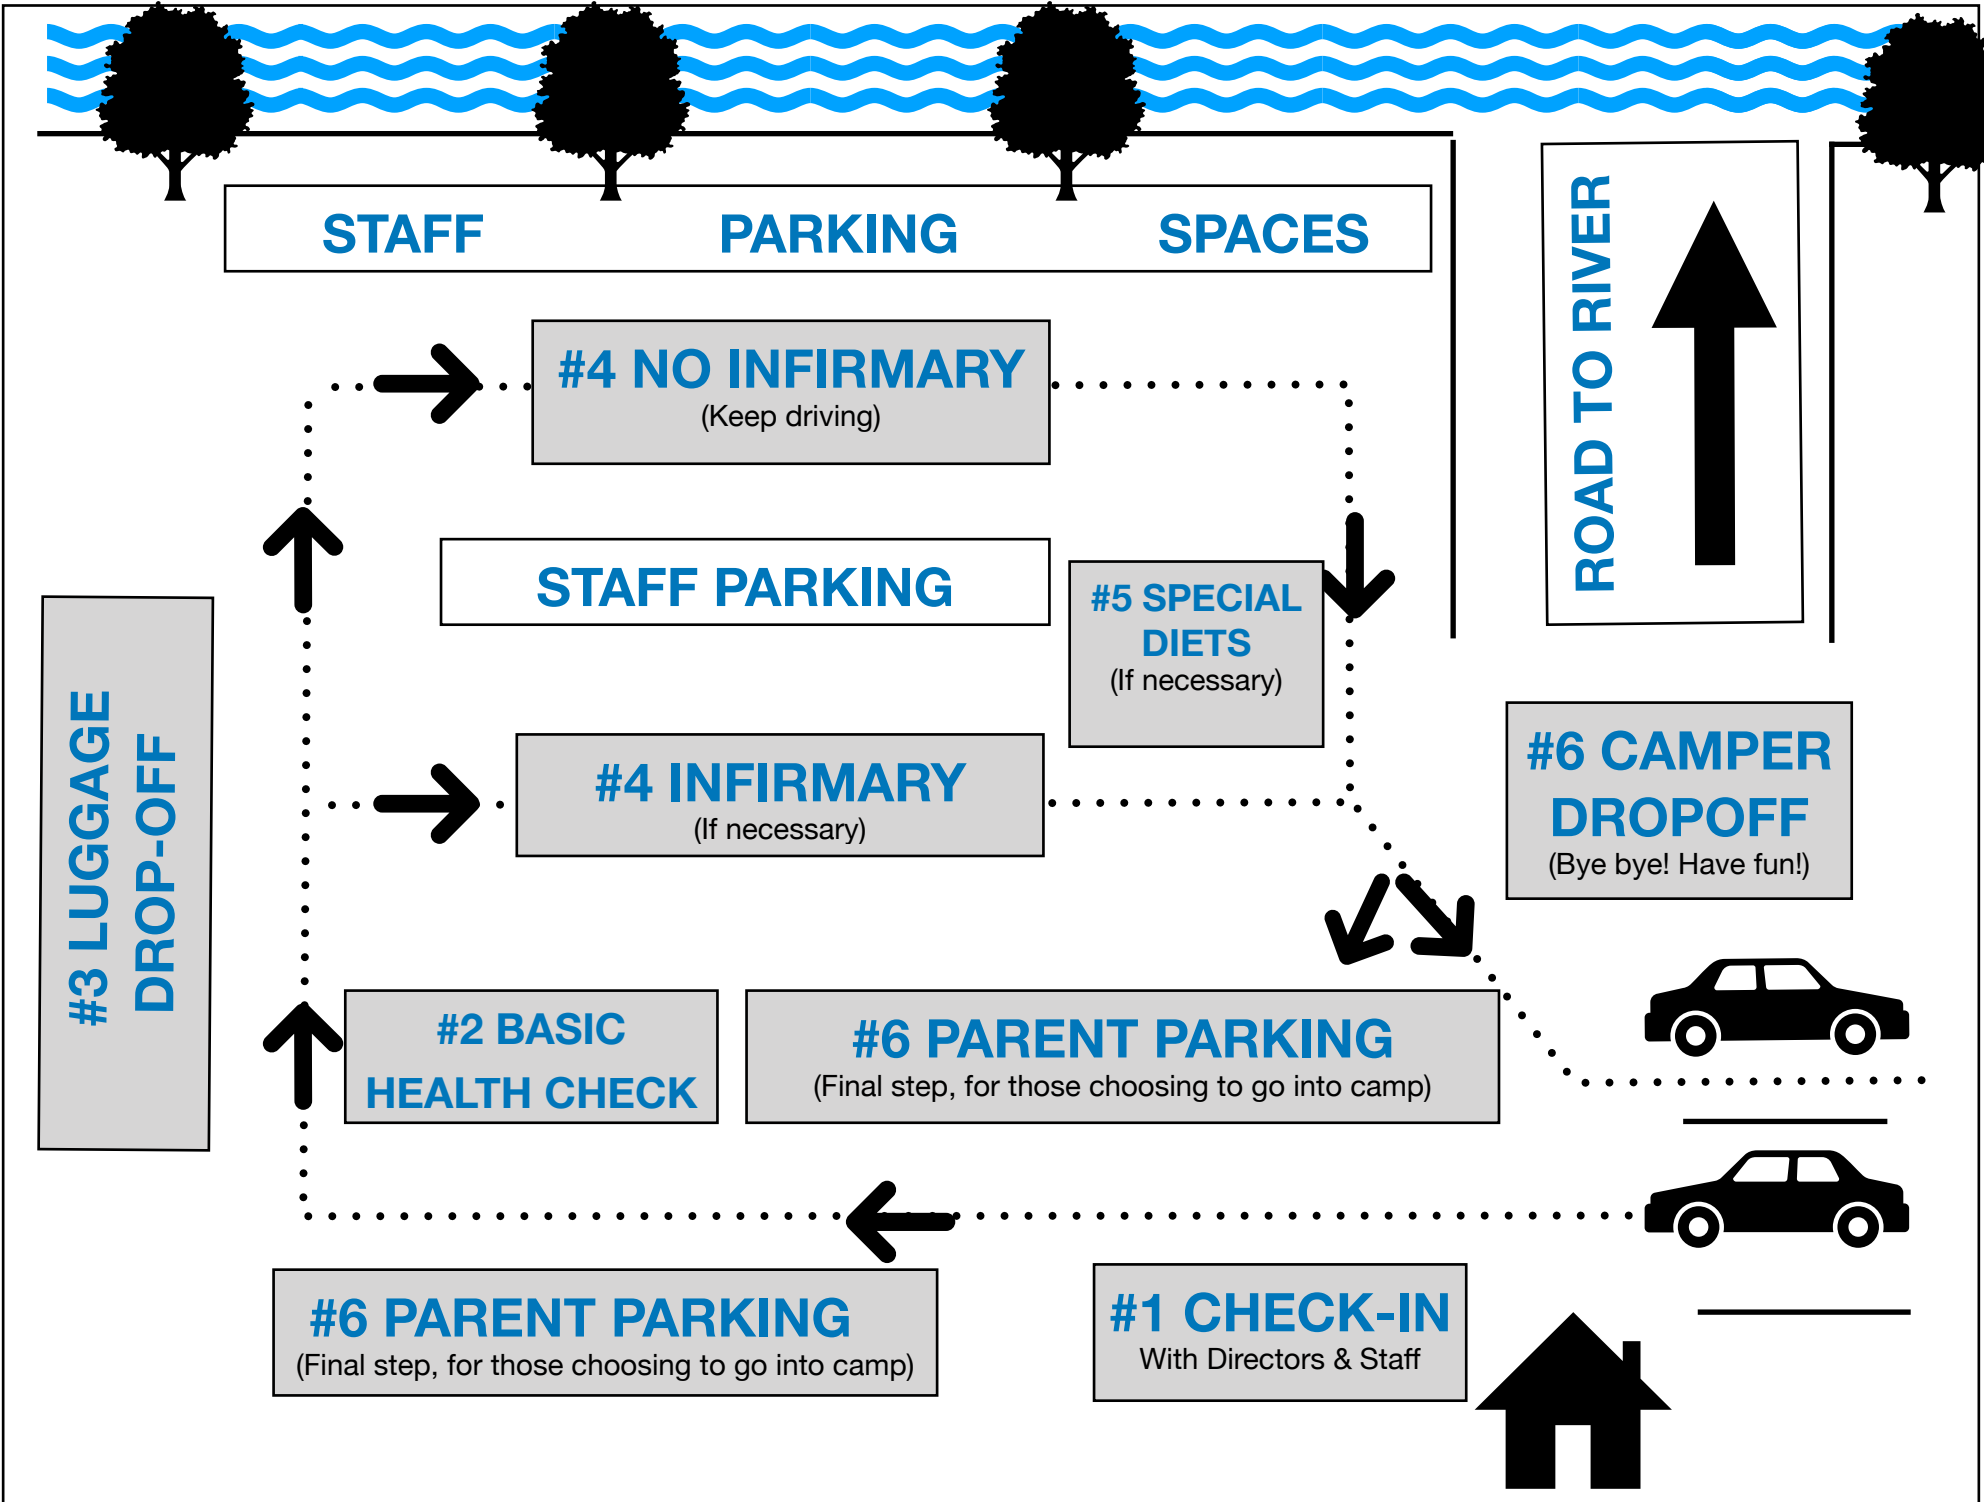 STAFF PARKING SPACES
ROAD TO RIVER
#4 NO INFIRMARY
(Keep driving)
STAFF PARKING
#5 SPECIAL
DIETS
(If necessary)
#3 LUGGAGE
DROP-OFF
#4 INFIRMARY
(If necessary)
#6 CAMPER
DROPOFF
(Bye bye! Have fun!)
#2 BASIC
HEALTH CHECK
#6 PARENT PARKING
(Final step, for those choosing to go into camp)
#6 PARENT PARKING
(Final step, for those choosing to go into camp)
#1 CHECK-IN
With Directors & Staff